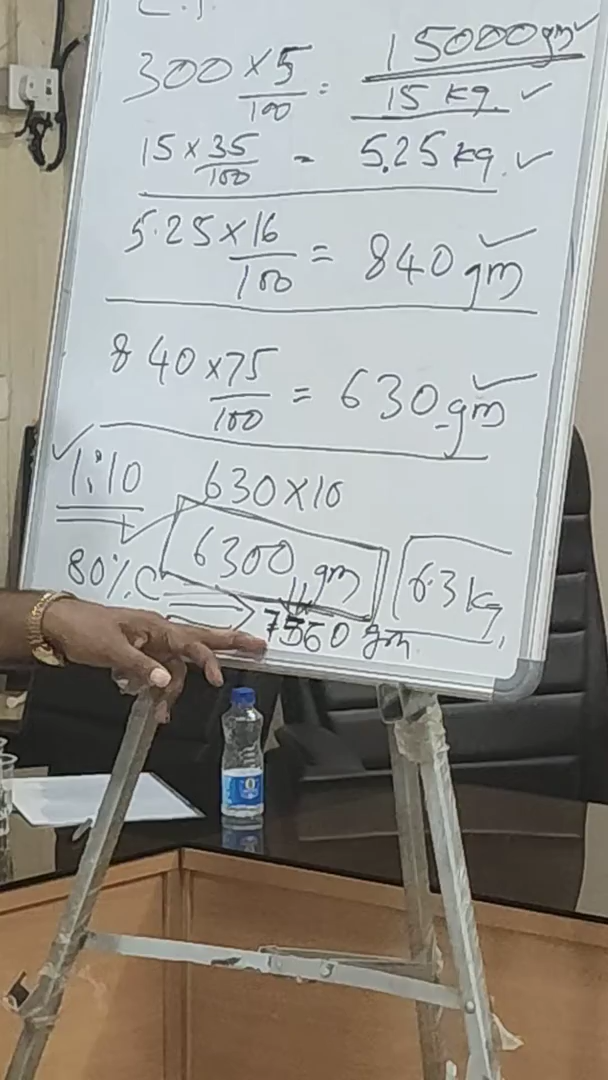 300 × 5/100 = 15000gm ✓
15 kg. ✓
15 × 35/100 = 5.25 kg. ✓
5.25 × 16/100 = 840 gm ✓
840 × 75/100 = 630 gm ✓
1:10 630 × 10
6300 gm 6.3 kg
80% C
7560 gm